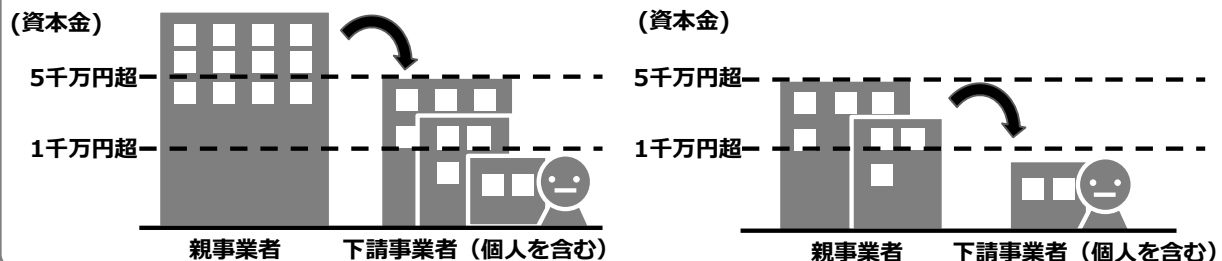 (資本金)
5千万円超
1千万円超
親事業者
下請事業者（個人を含む）
(資本金)
5千万円超
1千万円超
親事業者
下請事業者（個人を含む）